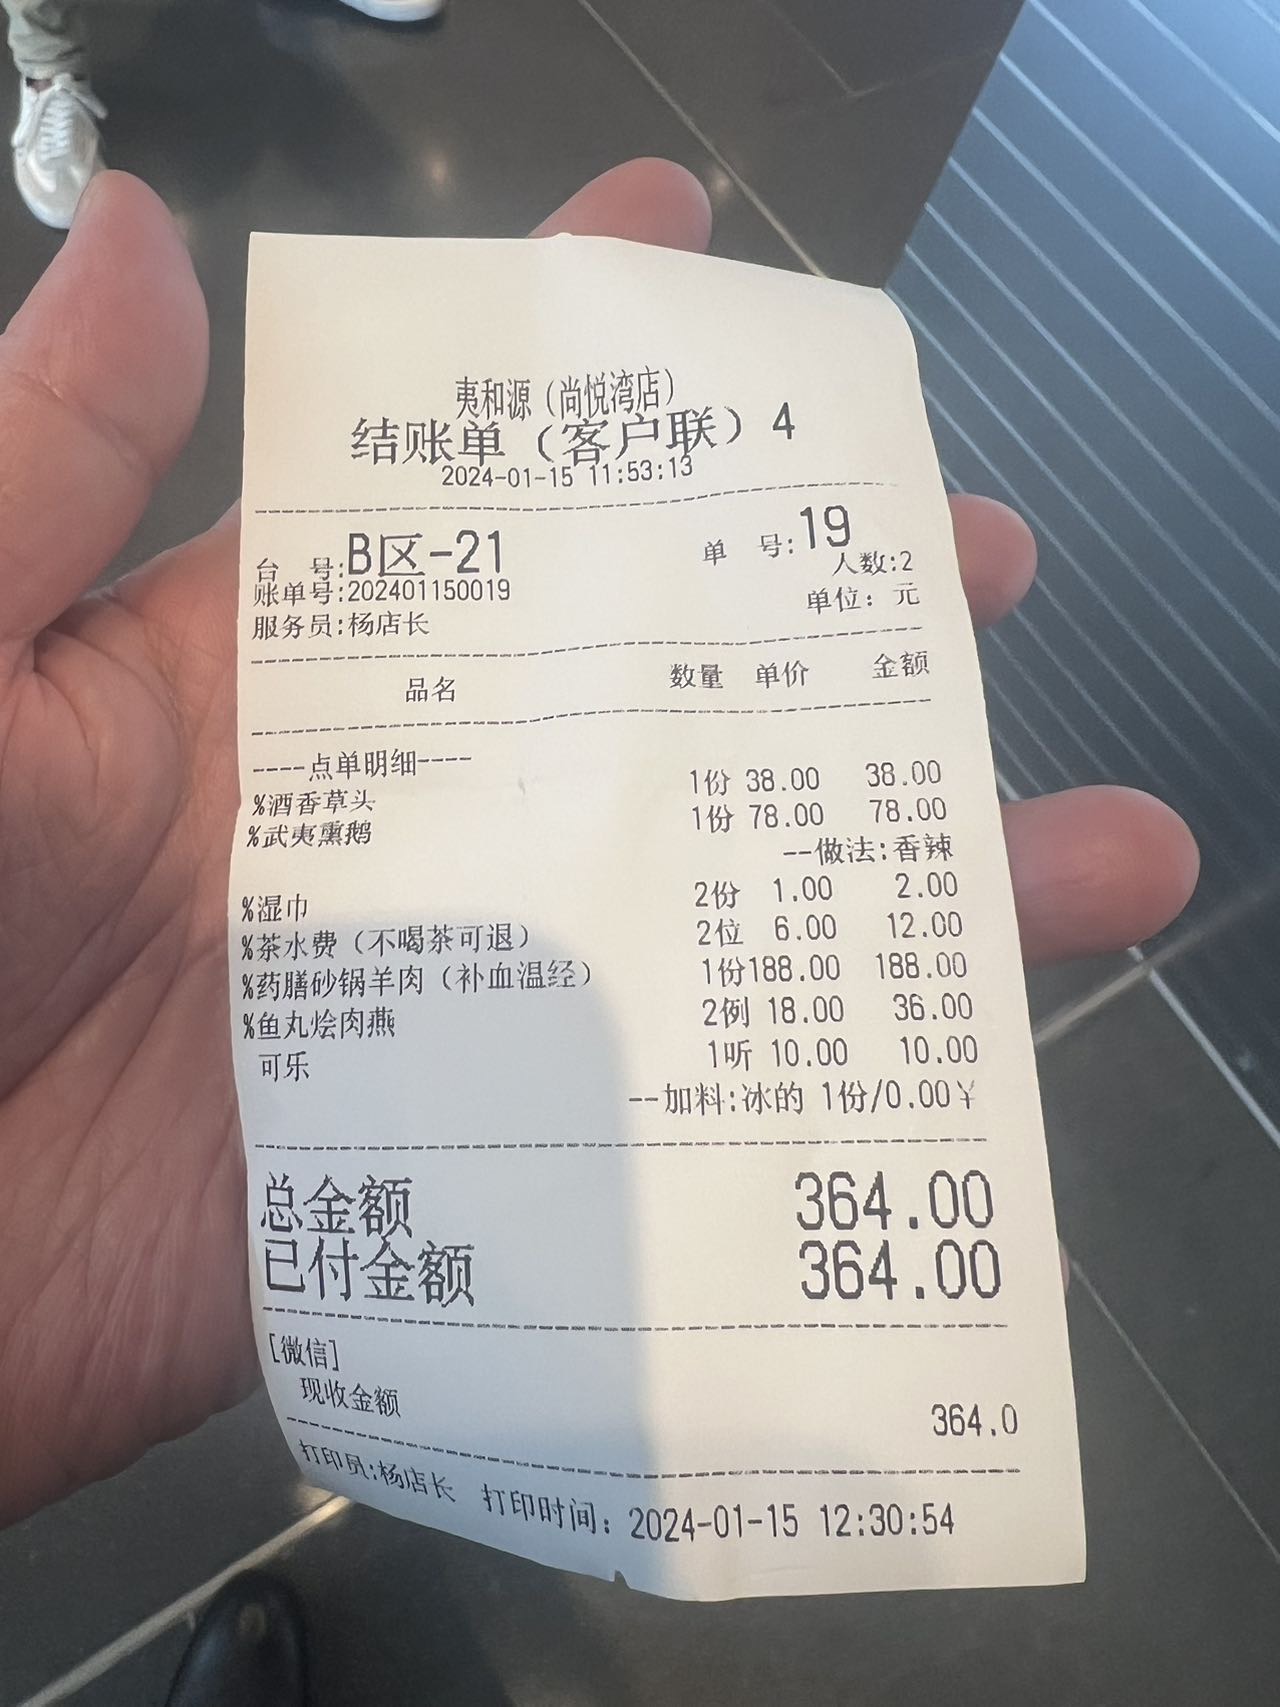 夷和源（尚悦湾店）
结账单（客户联）4
2024-01-15 11:53:13
台 号:B区-21 单 号:19
账单号:202401150019 人数:2
服务员:杨店长 单位：元
品名 数量 单价 金额
----点单明细----
%酒香草头 1份 38.00 38.00
%武夷熏鹅 1份 78.00 78.00
--做法:香辣
%湿巾 2份 1.00 2.00
%茶水费（不喝茶可退） 2位 6.00 12.00
%药膳砂锅羊肉（补血温经） 1份188.00 188.00
%鱼丸烩肉燕 2例 18.00 36.00
可乐 1听 10.00 10.00
--加料:冰的 1份/0.00¥
总金额 364.00
已付金额 364.00
[微信]
现收金额 364.0
打印员:杨店长 打印时间：2024-01-15 12:30:54